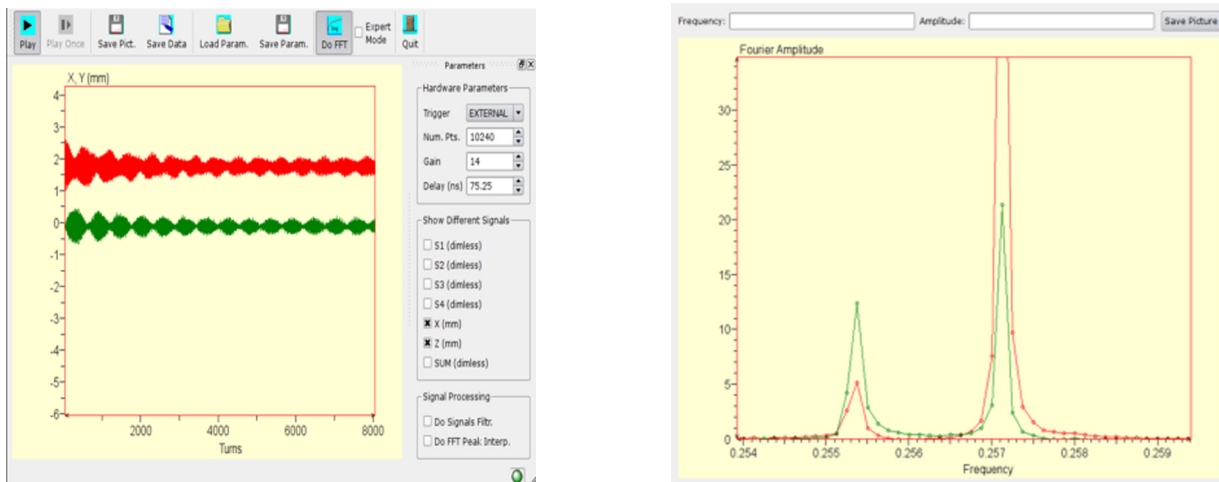 Play Play Once Save Pict. Save Data Load Param. Save Param. Do FFT Expert Mode Quit
X, Y (mm)
4
3
2
1
0
-1
-2
-3
-4
-5
-6
2000 4000 6000 8000
Turns
Parameters
Hardware Parameters
Trigger EXTERNAL
Num. Pts. 10240
Gain 14
Delay (ns) 75.25
Show Different Signals
S1 (dimless)
S2 (dimless)
S3 (dimless)
S4 (dimless)
X (mm)
Z (mm)
SUM (dimless)
Signal Processing
Do Signals Filtr.
Do FFT Peak Interp.
Frequency: Amplitude: Save Picture
Fourier Amplitude
30
25
20
15
10
5
0
0.254 0.255 0.256 0.257 0.258 0.259
Frequency